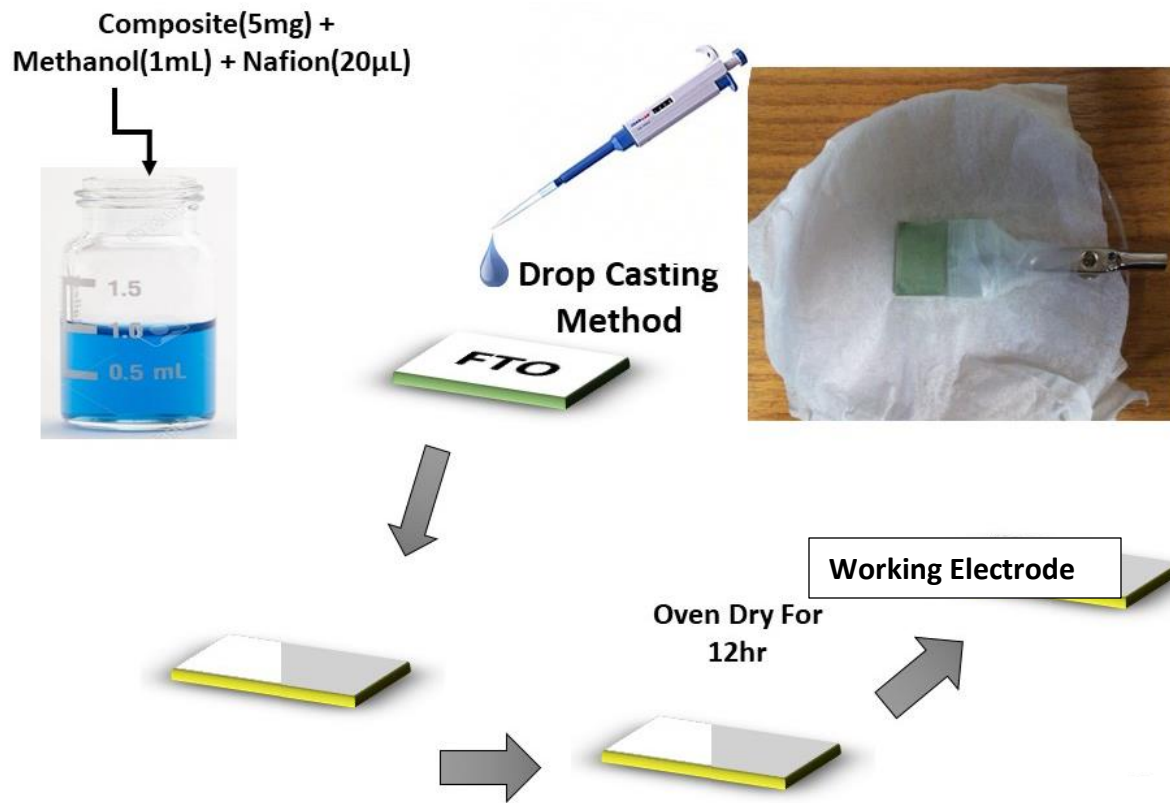 Composite(5mg) +
Methanol(1mL) + Nafion(20µL)
1.5
1.0
0.5 mL
Drop Casting
Method
FTO
Working Electrode
Oven Dry For
12hr